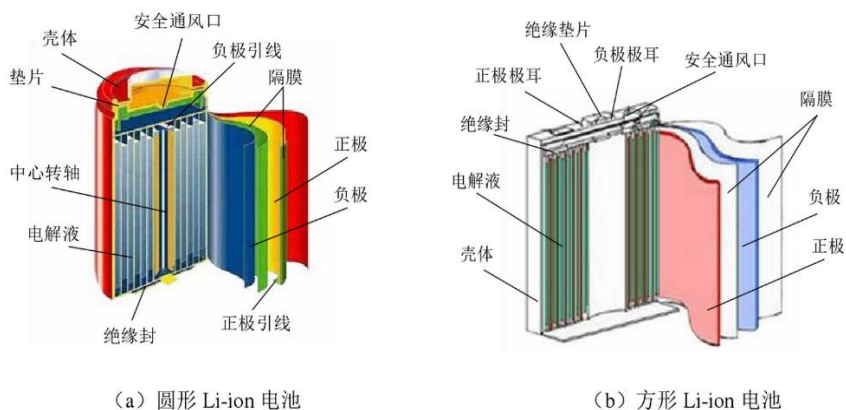 安全通风口
壳体
负极引线
垫片
隔膜
正极
中心转轴
负极
电解液
正极引线
绝缘封
绝缘垫片
负极极耳
安全通风口
正极极耳
隔膜
绝缘封
电解液
负极
壳体
正极
(a) 圆形 Li-ion 电池
(b) 方形 Li-ion 电池